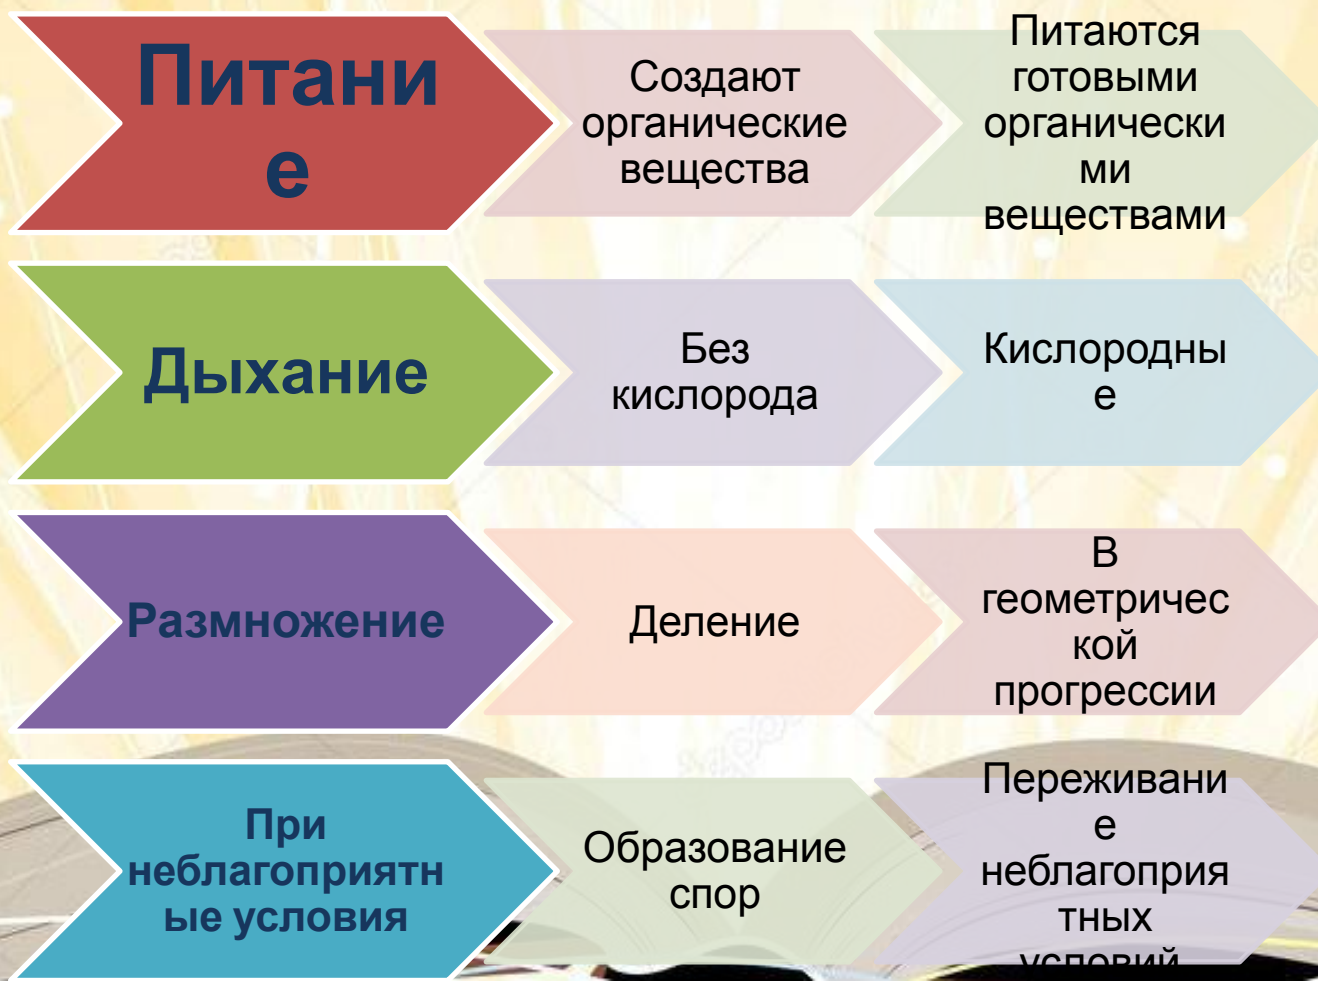 Питани
е
Создают
органические
вещества
Питаются
готовыми
органически
ми
веществами
Дыхание
Без
кислорода
Кислородны
е
Размножение
Деление
В
геометричес
кой
прогрессии
При
неблагоприятн
ые условия
Образование
спор
Переживани
е
неблагоприя
тных
условий